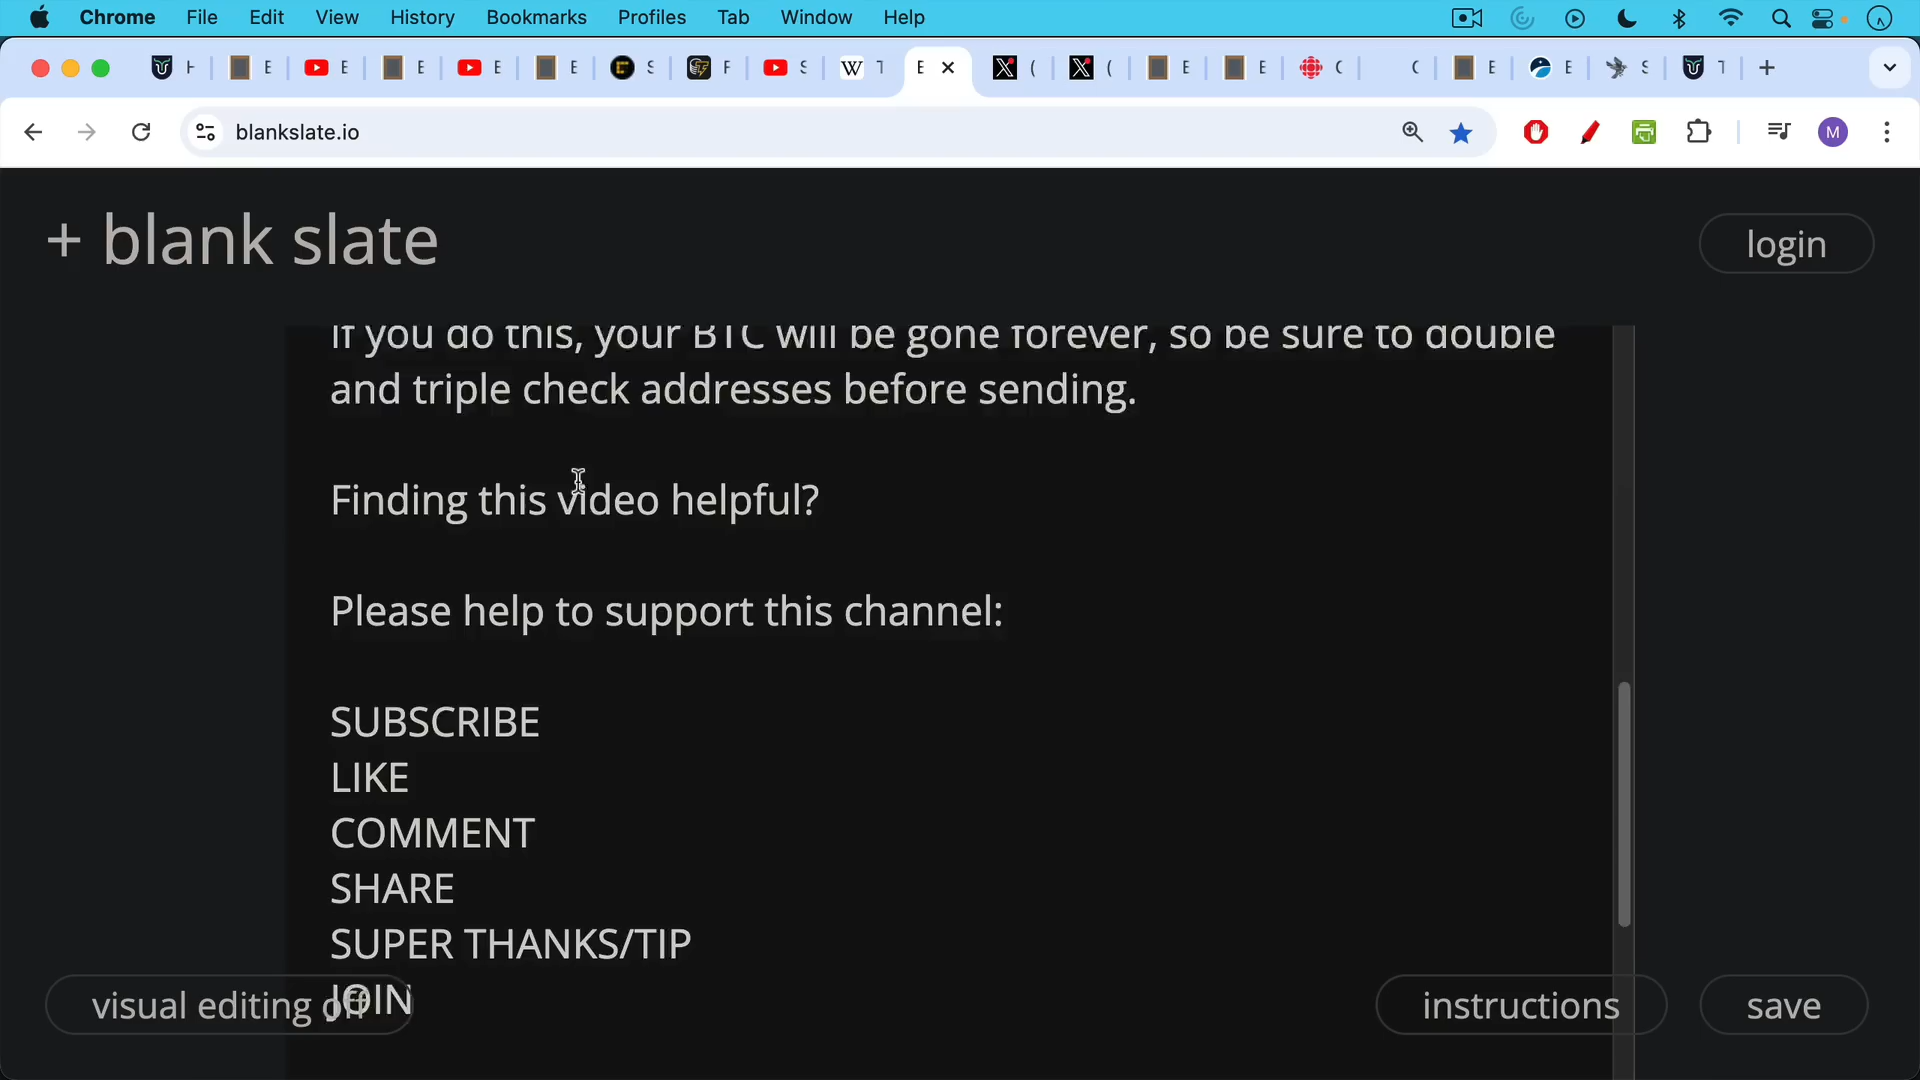 Chrome File Edit View History Bookmarks Profiles Tab Window Help
blankslate.io
M
+ blank slate
login
If you do this, your BTC will be gone forever, so be sure to double
and triple check addresses before sending.
Finding this video helpful?
Please help to support this channel:
SUBSCRIBE
LIKE
COMMENT
SHARE
SUPER THANKS/TIP
JOIN
visual editing off
instructions
save